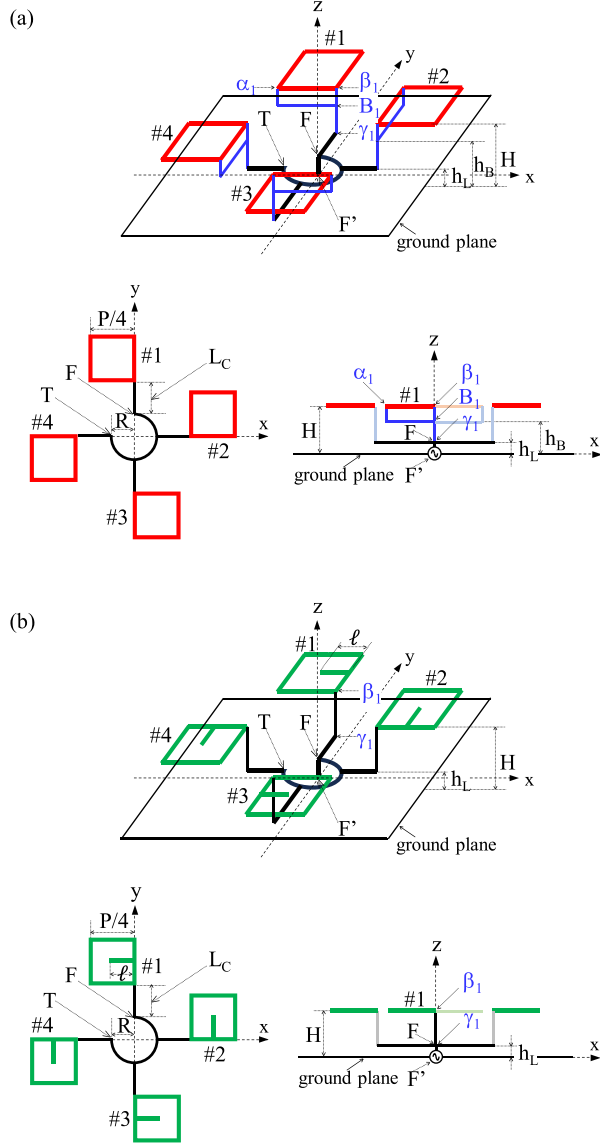 (a)
z
#1
y
α1
β1
#2
B1
#4
T
F
γ1
H
hB
hL
x
#3
F’
ground plane
y
P/4
#1
LC
F
T
#4
R
x
#2
#3
z
α1
β1
#1
B1
H
F
γ1
hB
hL
ground plane
F’
x
(b)
z
#1
ℓ
y
β1
#2
#4
T
F
γ1
H
hL
x
#3
F’
ground plane
y
P/4
#1
ℓ
LC
F
T
#4
R
x
#2
#3
z
β1
#1
H
F
γ1
hL
ground plane
F’
x